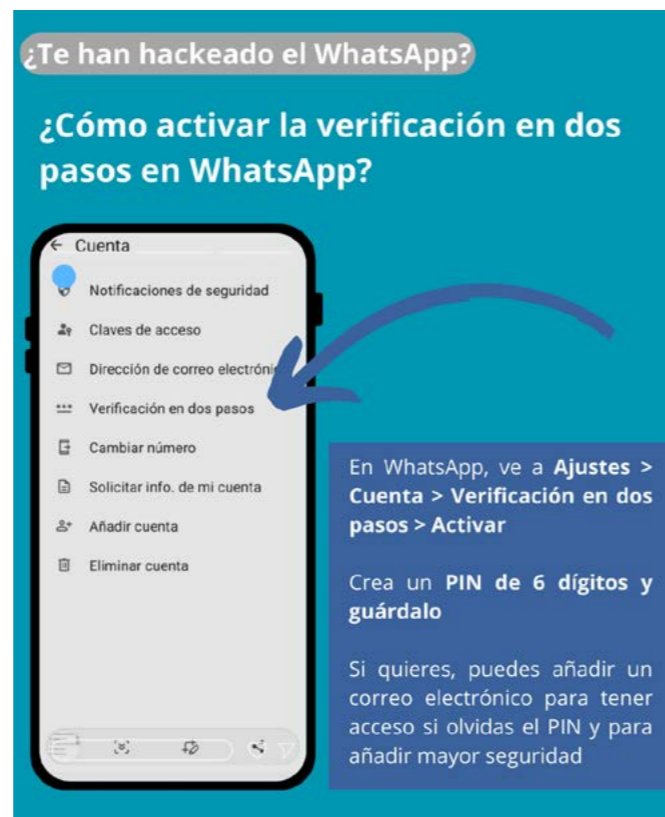 ¿Te han hackeado el WhatsApp?
¿Cómo activar la verificación en dos
pasos en WhatsApp?
Cuenta
Notificaciones de seguridad
Claves de acceso
Dirección de correo
Verificación en dos pasos
Cambiar número
Solicitar info. de mi cuenta
Añadir cuenta
Eliminar cuenta
En WhatsApp, ve a Ajustes >
Cuenta > Verificación en dos
pasos > Activar
Crea un PIN de 6 dígitos y
guárdalo
Si quieres, puedes añadir un
correo electrónico para tener
acceso si olvidas el PIN y para
añadir mayor seguridad